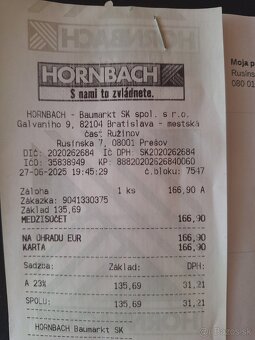 HORNBACH
HORNBACH
S nami to zvládnete.
HORNBACH - Baumarkt SK spol. s r.o.
Galvaniho 9, 82104 Bratislava - mestská
časť Ružinov
Rusínska 7, 08001 Prešov
DIČ: 2020262684 IČ DPH: SK2020262684
IČO: 35838949 KP: 88820202626840060
27-06-2025 19:45:29 č.bloku: 7547
Záloha 1 ks 166,90 A
Zákazka: 9041330375
Základ 135,69
MEDZISÚČET 166,90
NA ÚHRADU EUR 166,90
KARTA 166,90
Sadzba: Základ: DPH:
A 23% 135,69 31,21
SPOLU: 135,69 31,21
HORNBACH Baumarkt SK
Moja p
Rusíns
080 01
bazos.sk